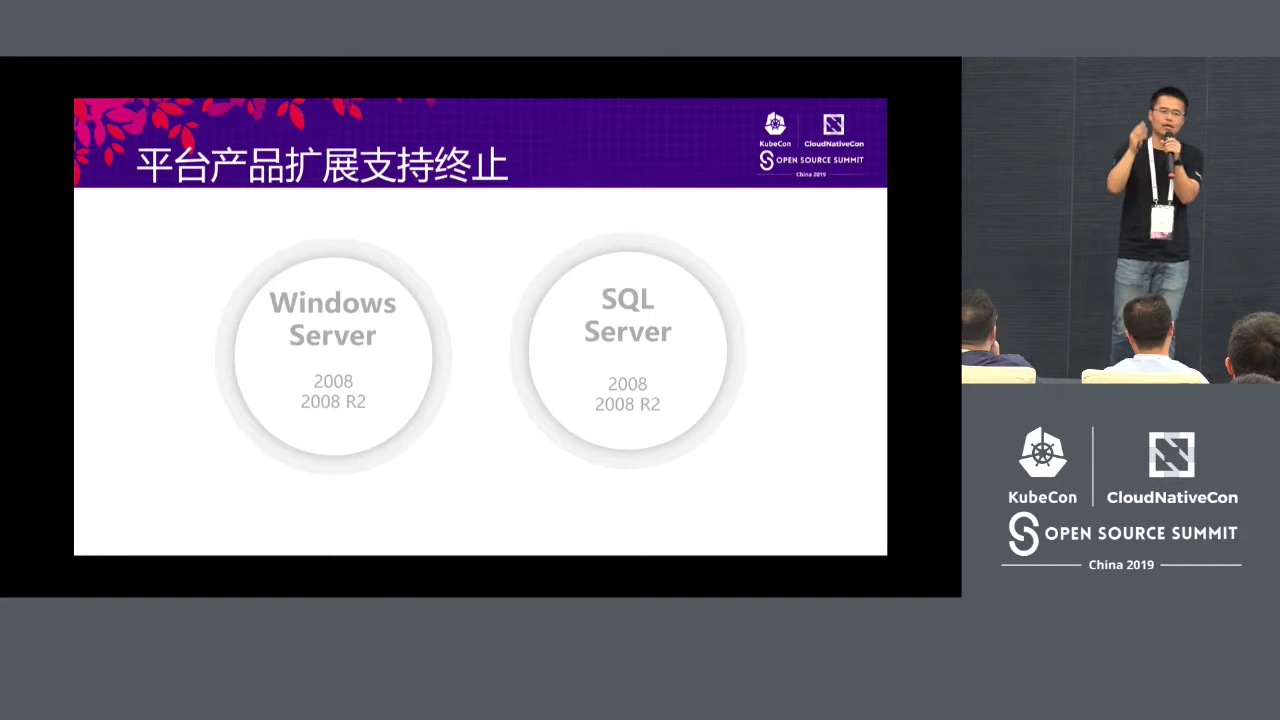 平台产品扩展支持终止
KubeCon
CloudNativeCon
OPEN SOURCE SUMMIT
China 2019
Windows
Server
2008
2008 R2
SQL
Server
2008
2008 R2
KubeCon
CloudNativeCon
OPEN SOURCE SUMMIT
China 2019